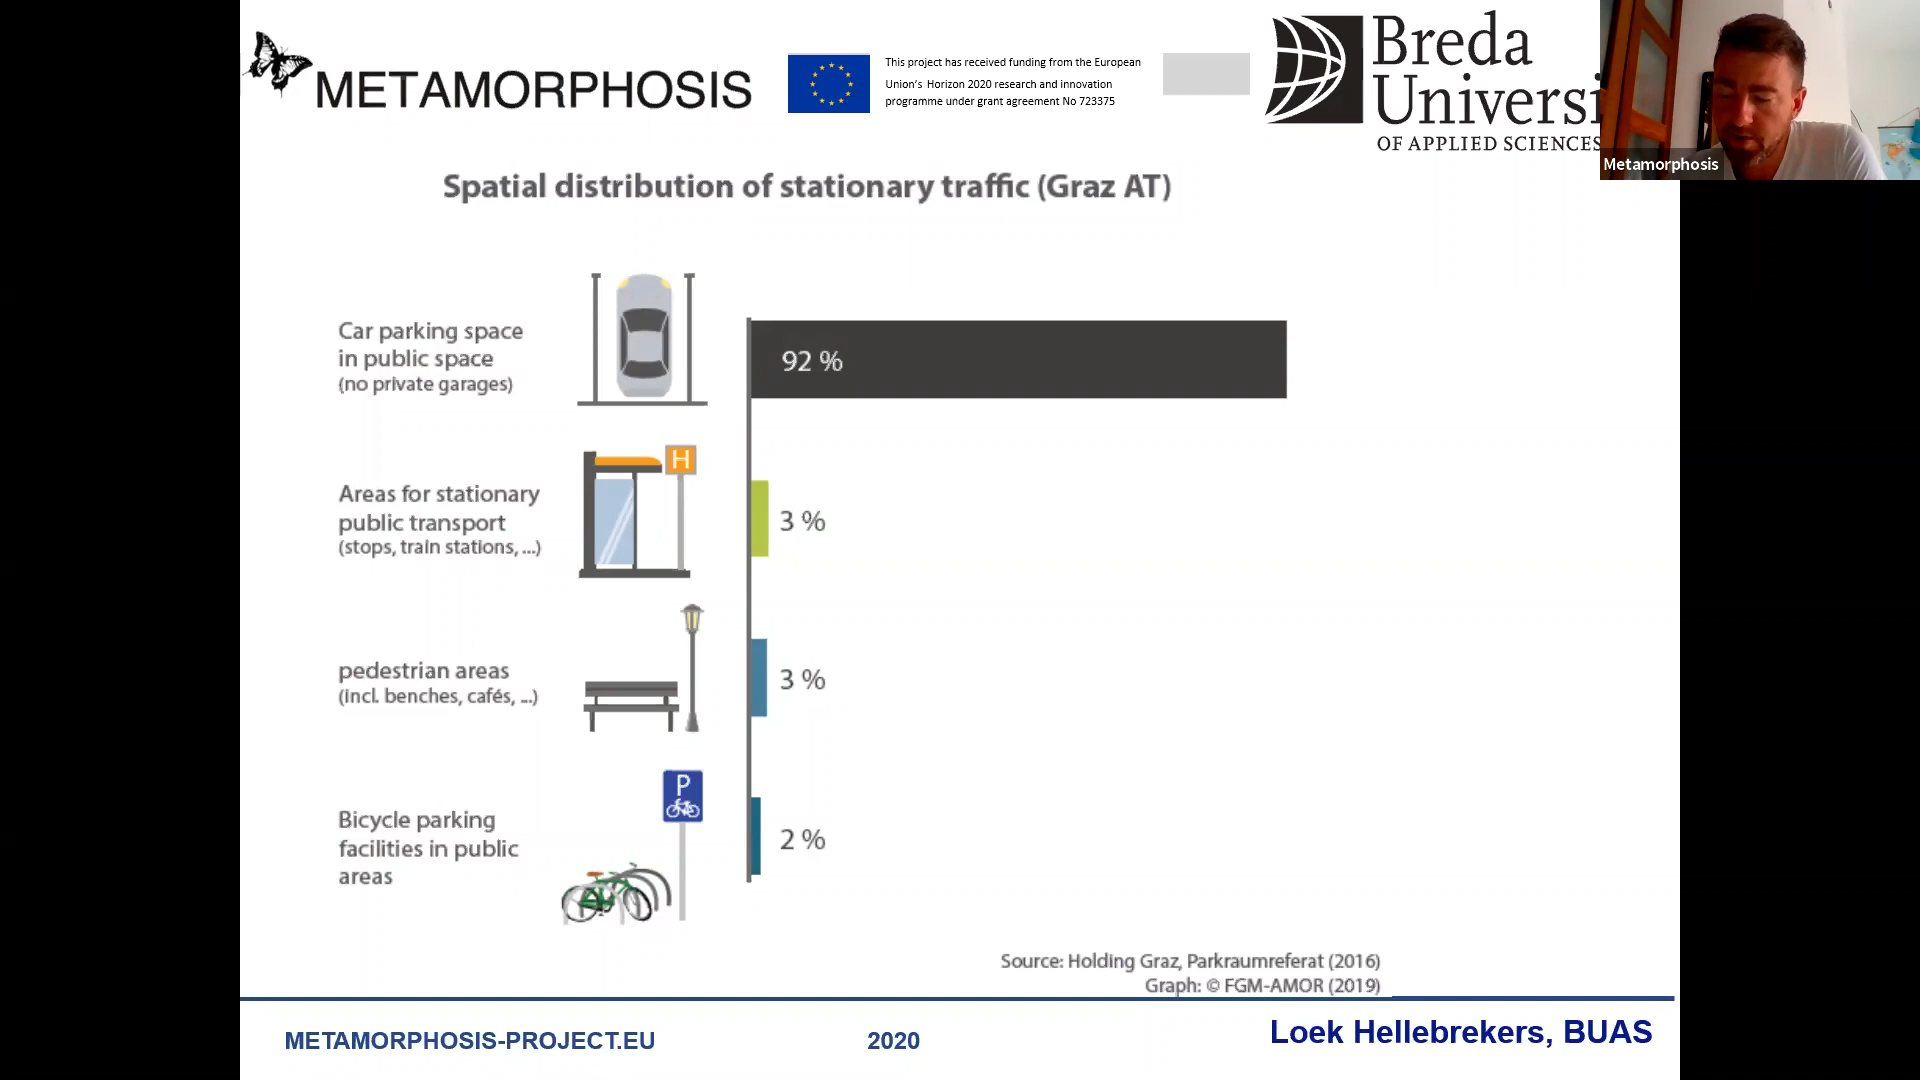 METAMORPHOSIS
This project has received funding from the European
Union's Horizon 2020 research and innovation
programme under grant agreement No 723375
Breda
Universi
OF APPLIED SCIENCES
Metamorphosis
Spatial distribution of stationary traffic (Graz AT)
Car parking space
in public space
(no private garages)
92 %
H
Areas for stationary
public transport
(stops, train stations, ...)
3 %
pedestrian areas
(incl. benches, cafés, ...)
3 %
P
Bicycle parking
facilities in public
areas
2 %
Source: Holding Graz, Parkraumreferat (2016)
Graph: © FGM-AMOR (2019)
METAMORPHOSIS-PROJECT.EU
2020
Loek Hellebrekers, BUAS